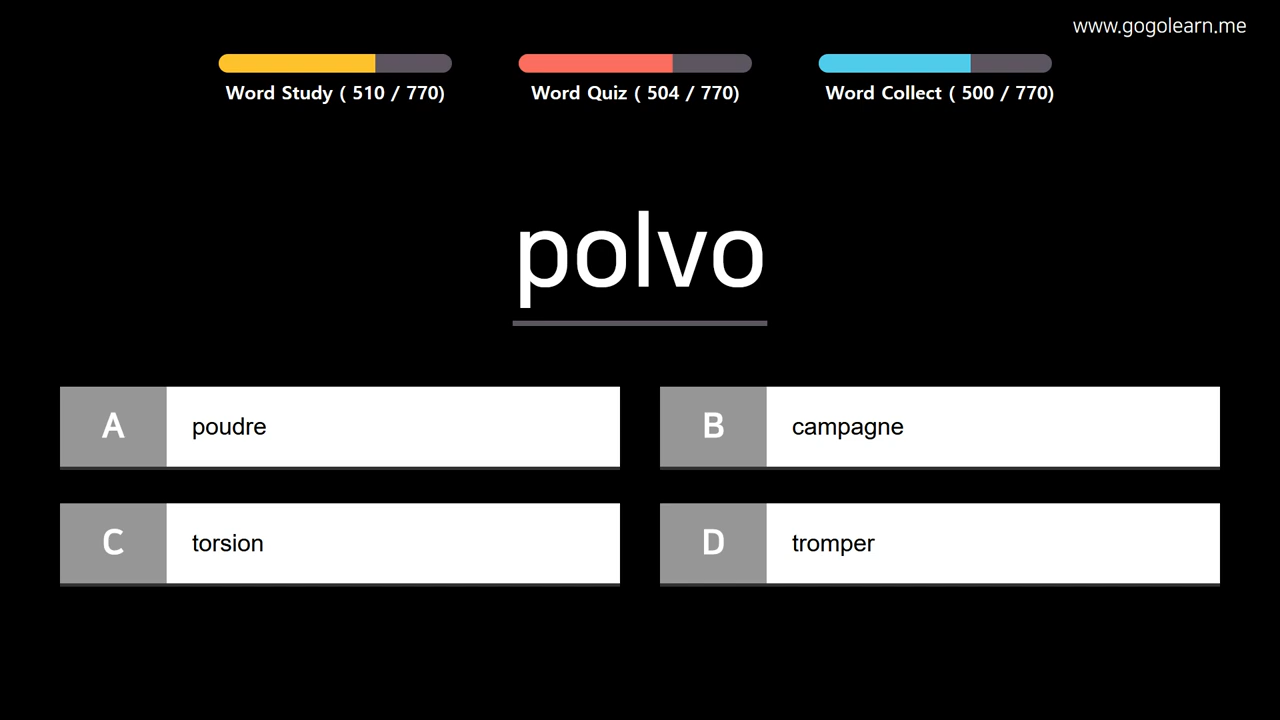 www.gogolearn.me
Word Study ( 510 / 770)
Word Quiz ( 504 / 770)
Word Collect ( 500 / 770)
polvo
A poudre
B campagne
C torsion
D tromper